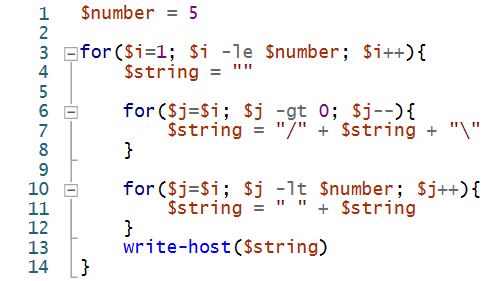 1 $number = 5
2
3 for($i=1; $i -le $number; $i++){
4     $string = ""
5
6     for($j=$i; $j -gt 0; $j--){
7         $string = "/" + $string + "\"
8     }
9
10     for($j=$i; $j -lt $number; $j++){
11         $string = " " + $string
12     }
13     write-host($string)
14 }